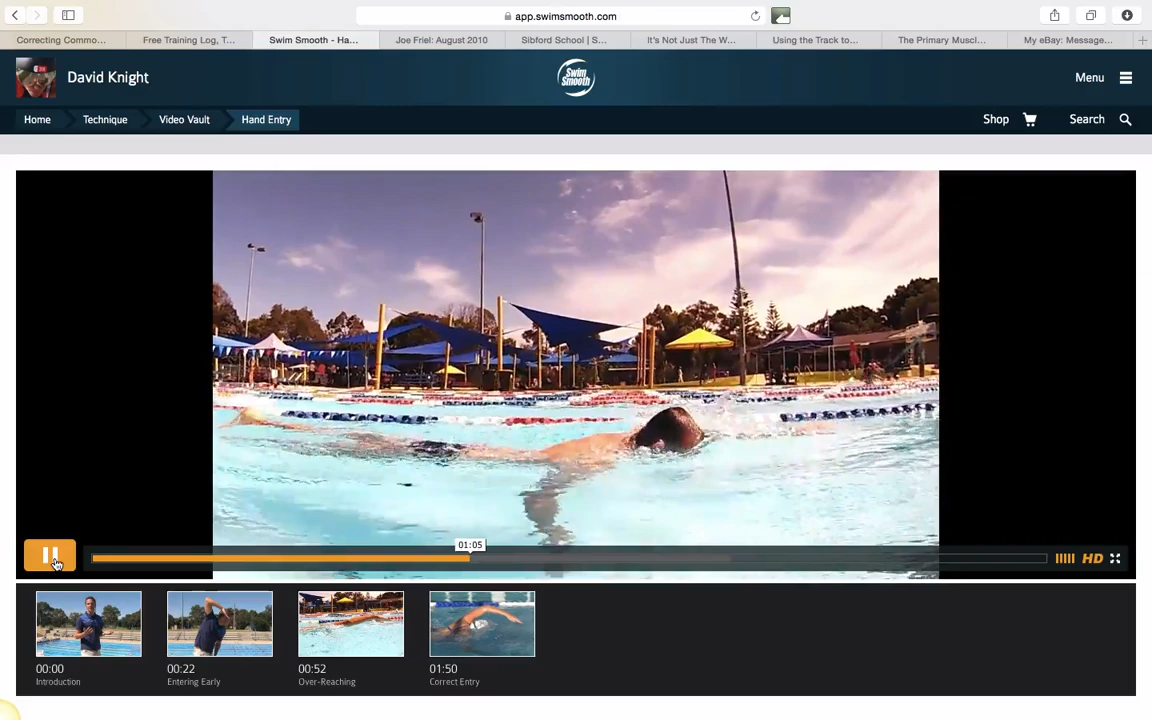 app.swimsmooth.com
Correcting Commo...
Free Training Log, T...
Swim Smooth - Ha...
Joe Friel: August 2010
Sibford School | S...
It's Not Just The W...
Using the Track to...
The Primary Muscl...
My eBay: Message...
David Knight
Swim
Smooth
Menu
Home
Technique
Video Vault
Hand Entry
Shop
Search
01:05
HD
00:00
Introduction
00:22
Entering Early
00:52
Over-Reaching
01:50
Correct Entry